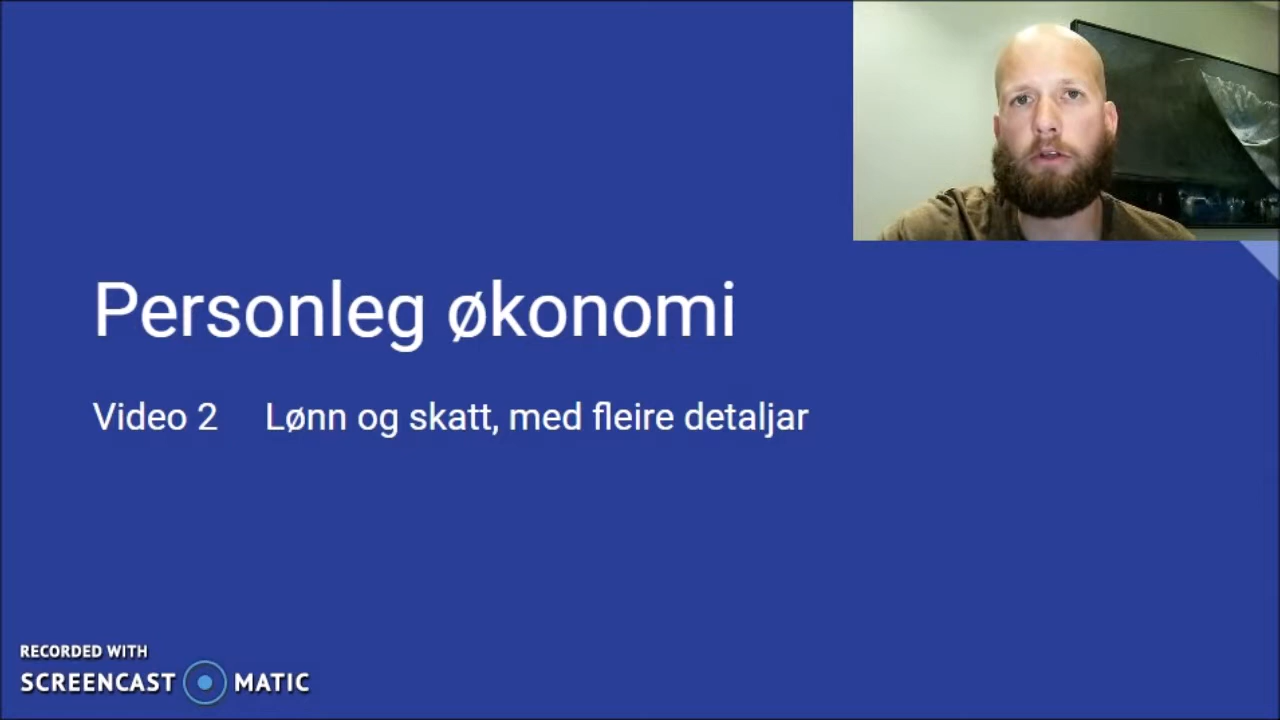 Personleg økonomi
Video 2 Lønn og skatt, med fleire detaljar
RECORDED WITH
SCREENCAST MATIC